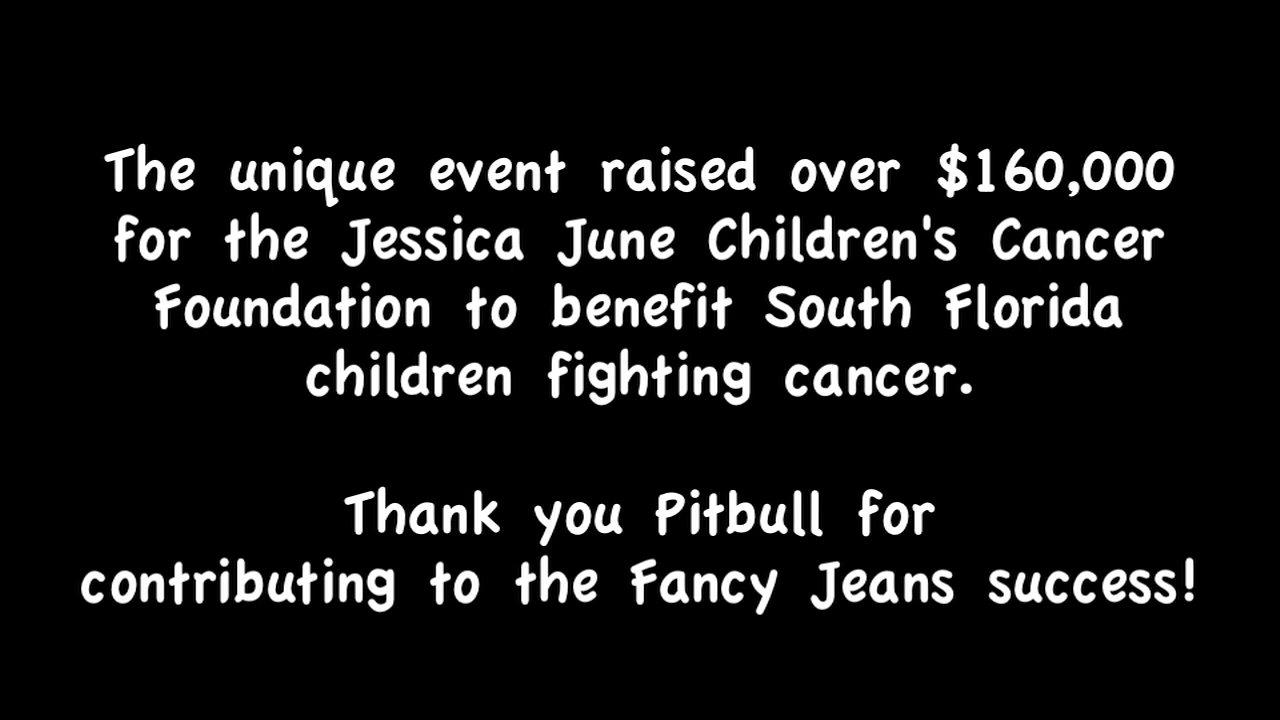 The unique event raised over $160,000
for the Jessica June Children's Cancer
Foundation to benefit South Florida
children fighting cancer.
Thank you Pitbull for
contributing to the Fancy Jeans success!